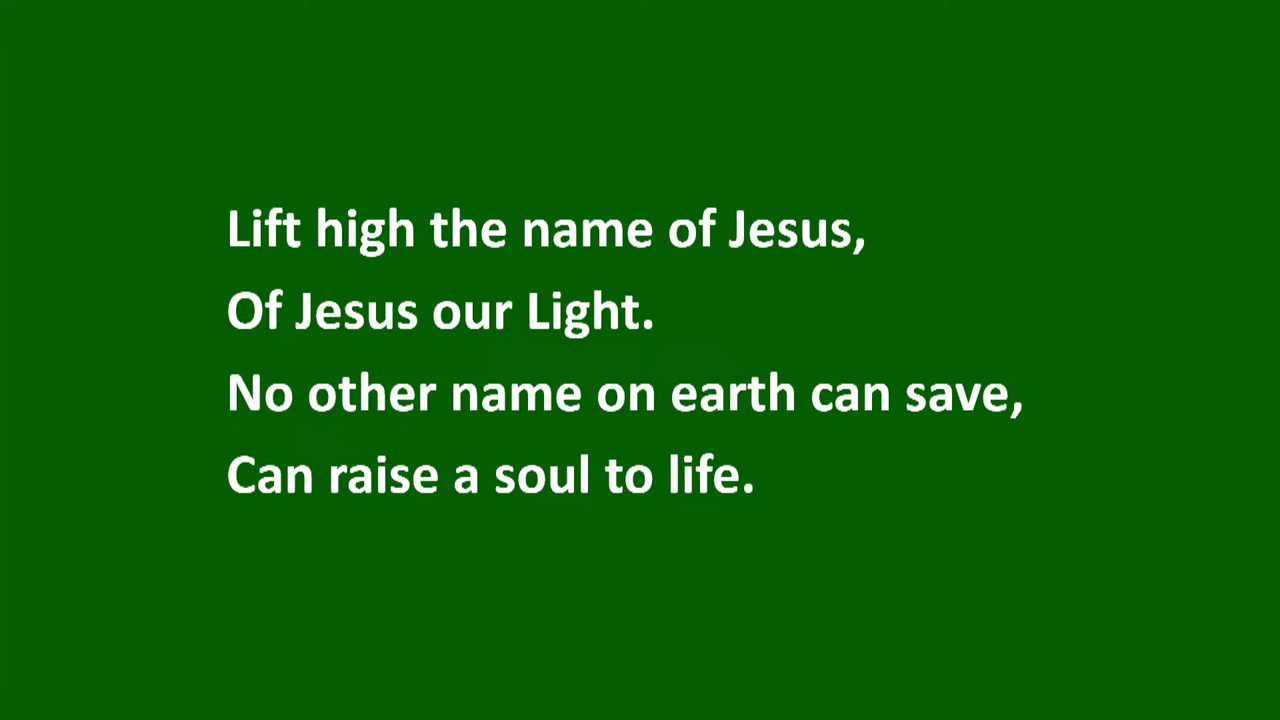 Lift high the name of Jesus,
Of Jesus our Light.
No other name on earth can save,
Can raise a soul to life.